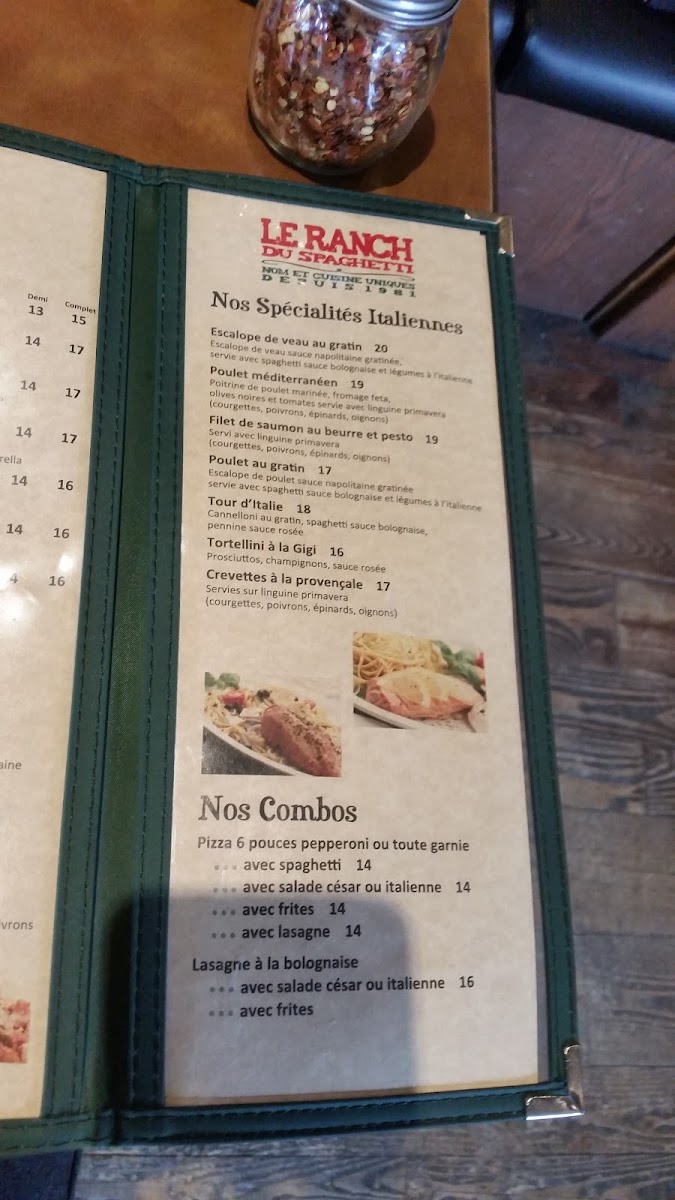 Demi Complet
13 15
14 17
14 17
14 17
rella
14 16
14 16
4 16
aine
ivrons
LE RANCH
DU SPAGHETTI
NOM ET CUISINE UNIQUES
DEPUIS 1981
Nos Spécialités Italiennes
Escalope de veau au gratin 20
Escalope de veau sauce napolitaine gratinée,
servie avec spaghetti sauce bolognaise et légumes à l'italienne
Poulet méditerranéen 19
Poitrine de poulet marinée, fromage feta,
olives noires et tomates servie avec linguine primavera
(courgettes, poivrons, épinards, oignons)
Filet de saumon au beurre et pesto 19
Servi avec linguine primavera
(courgettes, poivrons, épinards, oignons)
Poulet au gratin 17
Escalope de poulet sauce napolitaine gratinée
servie avec spaghetti sauce bolognaise et légumes à l'italienne
Tour d'Italie 18
Cannelloni au gratin, spaghetti sauce bolognaise,
pennine sauce rosée
Tortellini à la Gigi 16
Prosciuttos, champignons, sauce rosée
Crevettes à la provençale 17
Servies sur linguine primavera
(courgettes, poivrons, épinards, oignons)
Nos Combos
Pizza 6 pouces pepperoni ou toute garnie
... avec spaghetti 14
... avec salade césar ou italienne 14
... avec frites 14
... avec lasagne 14
Lasagne à la bolognaise
... avec salade césar ou italienne 16
... avec frites